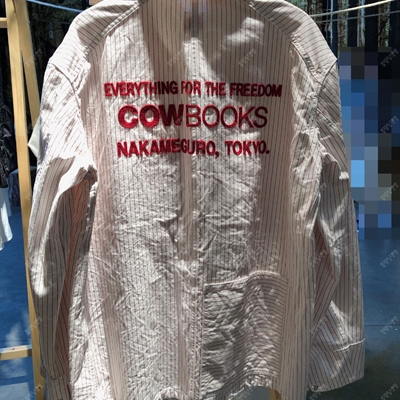 EVERYTHING FOR THE FREEDOM
COWBOOKS
NAKAMEGURO, TOKYO.